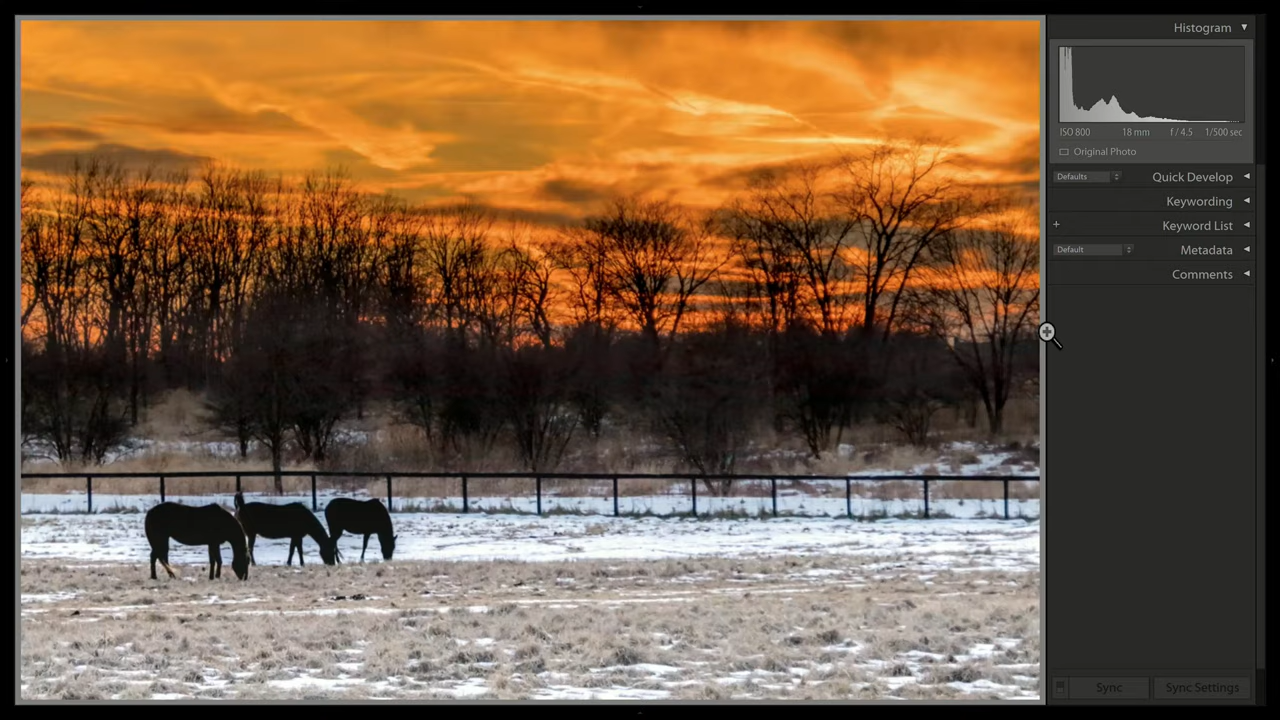 Histogram
ISO 800 18 mm f / 4.5 1/500 sec
Original Photo
Defaults Quick Develop
Keywording
+ Keyword List
Default Metadata
Comments
Sync Sync Settings